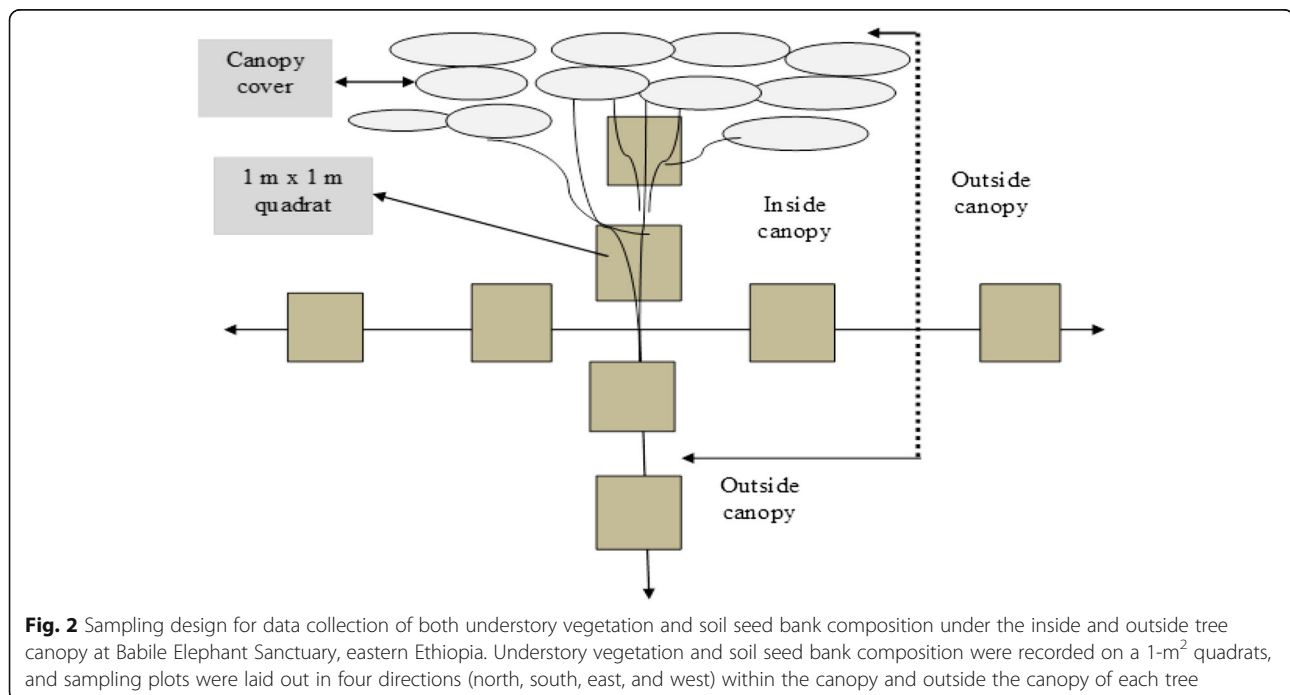 Canopy
cover
1 m x 1 m
quadrat
Inside
canopy
Outside
canopy
Outside
canopy
Fig. 2 Sampling design for data collection of both understory vegetation and soil seed bank composition under the inside and outside tree
canopy at Babile Elephant Sanctuary, eastern Ethiopia. Understory vegetation and soil seed bank composition were recorded on a 1-m² quadrats,
and sampling plots were laid out in four directions (north, south, east, and west) within the canopy and outside the canopy of each tree